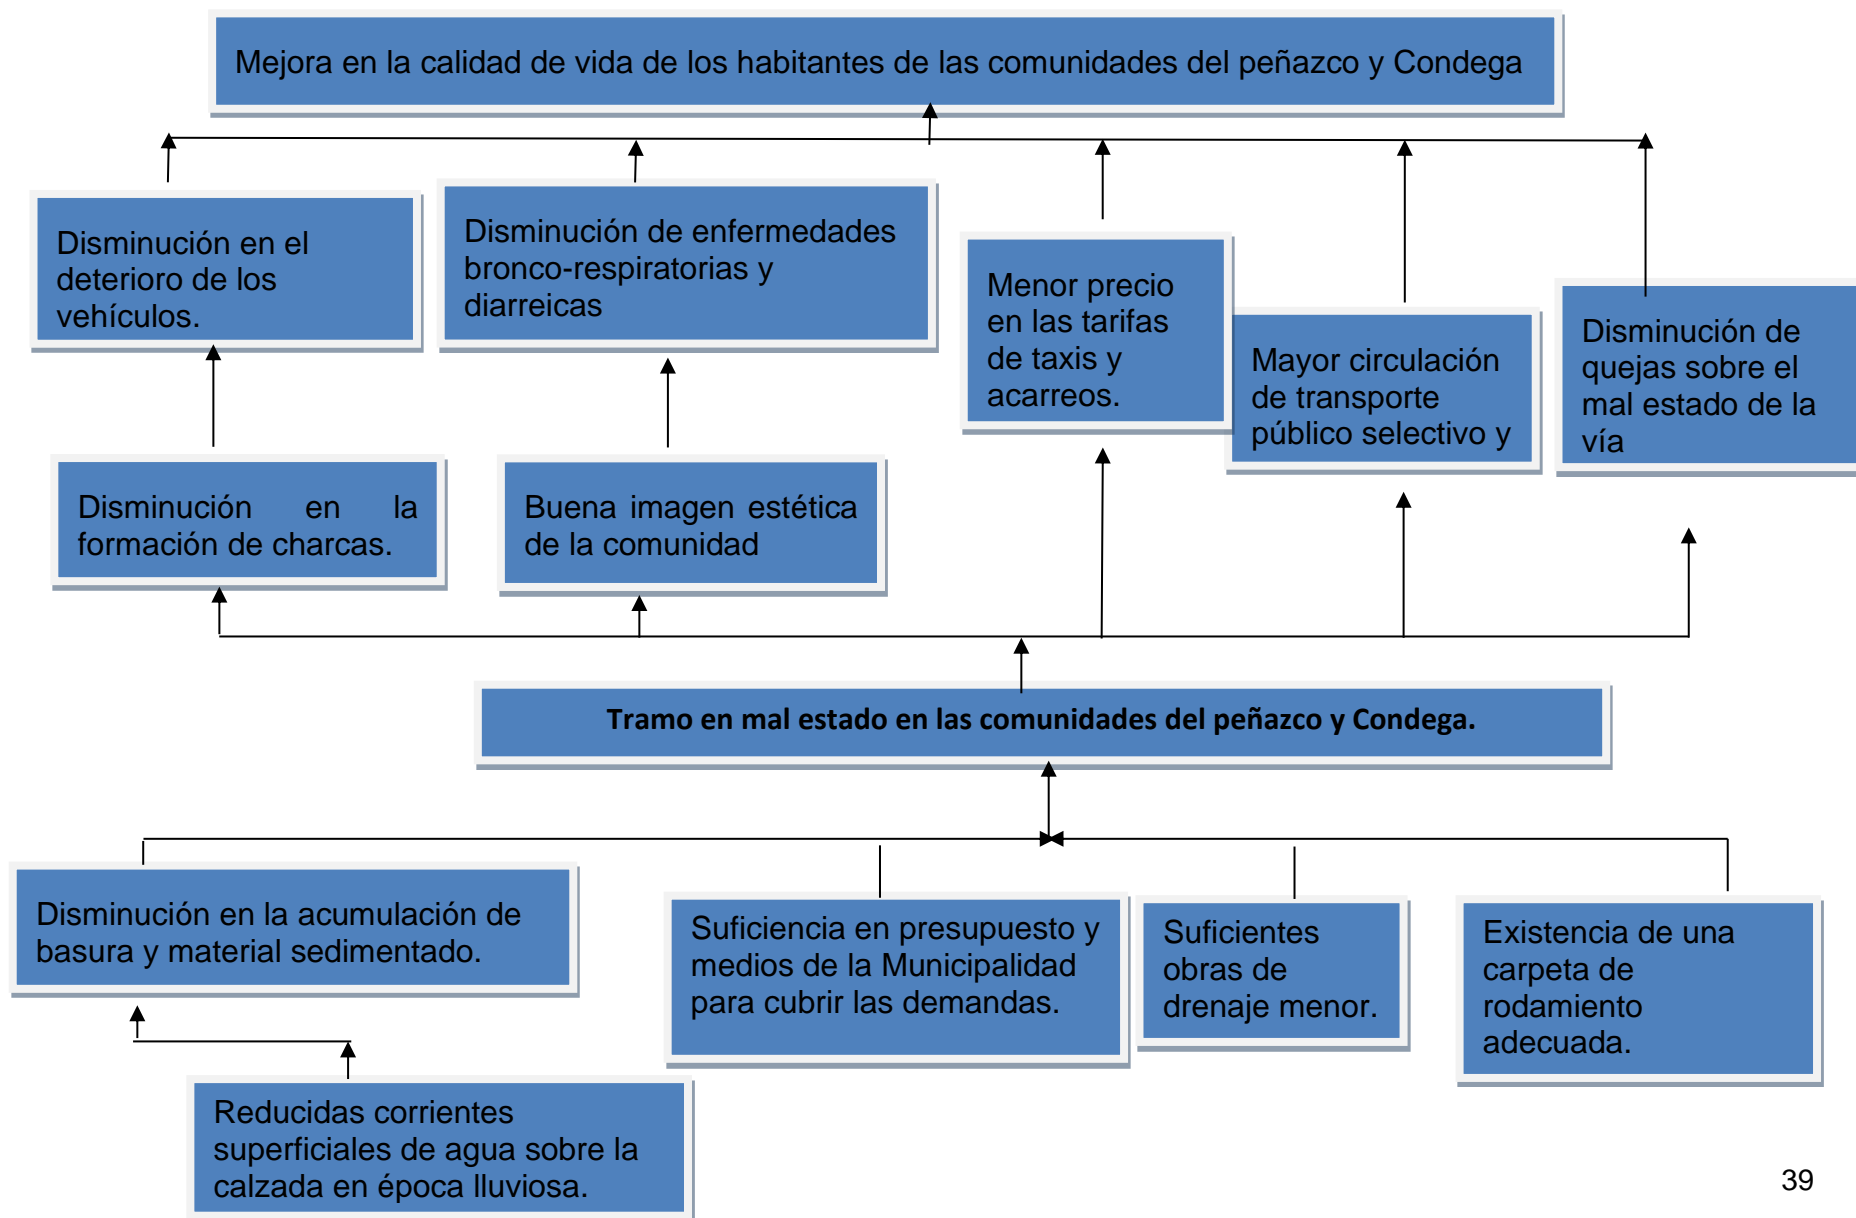 Mejora en la calidad de vida de los habitantes de las comunidades del peñazco y Condega
Disminución en el
deterioro de los
vehículos.
Disminución de enfermedades
bronco-respiratorias y
diarreicas
Menor precio
en las tarifas
de taxis y
acarreos.
Mayor circulación
de transporte
público selectivo y
Disminución de
quejas sobre el
mal estado de la
vía
Disminución en la
formación de charcas.
Buena imagen estética
de la comunidad
Tramo en mal estado en las comunidades del peñazco y Condega.
Disminución en la acumulación de
basura y material sedimentado.
Suficiencia en presupuesto y
medios de la Municipalidad
para cubrir las demandas.
Suficientes
obras de
drenaje menor.
Existencia de una
carpeta de
rodamiento
adecuada.
Reducidas corrientes
superficiales de agua sobre la
calzada en época lluviosa.
39